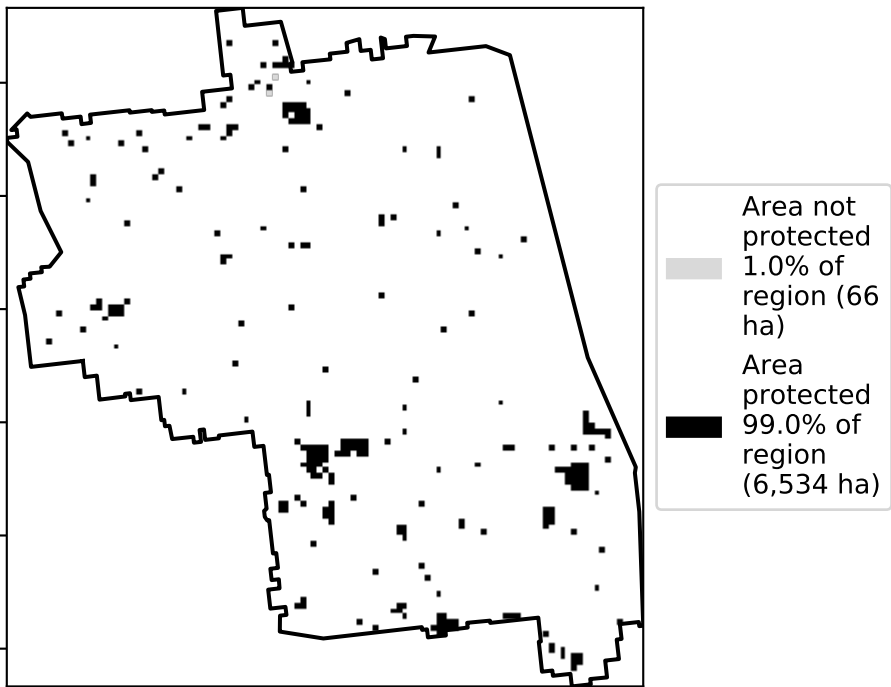 Area not
protected
1.0% of
region (66
ha)
Area
protected
99.0% of
region
(6,534 ha)